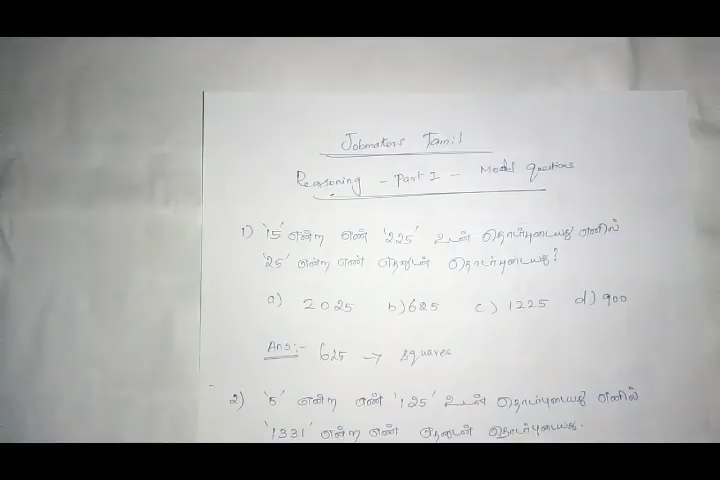 Jobmaters Tamil
Reasoning - Part I - Model Questions
1) '15' என்ற எண் '225' உடன் தொடர்புடையது எனில்
'25' என்ற எண் எதனுடன் தொடர்புடையது?
a) 2025 b) 625 c) 1225 d) 900
Ans:- 625 → squares
2) '5' என்ற எண் '125' உடன் தொடர்புடையது எனில்
'1331' என்ற எண் எதனுடன் தொடர்புடையது.